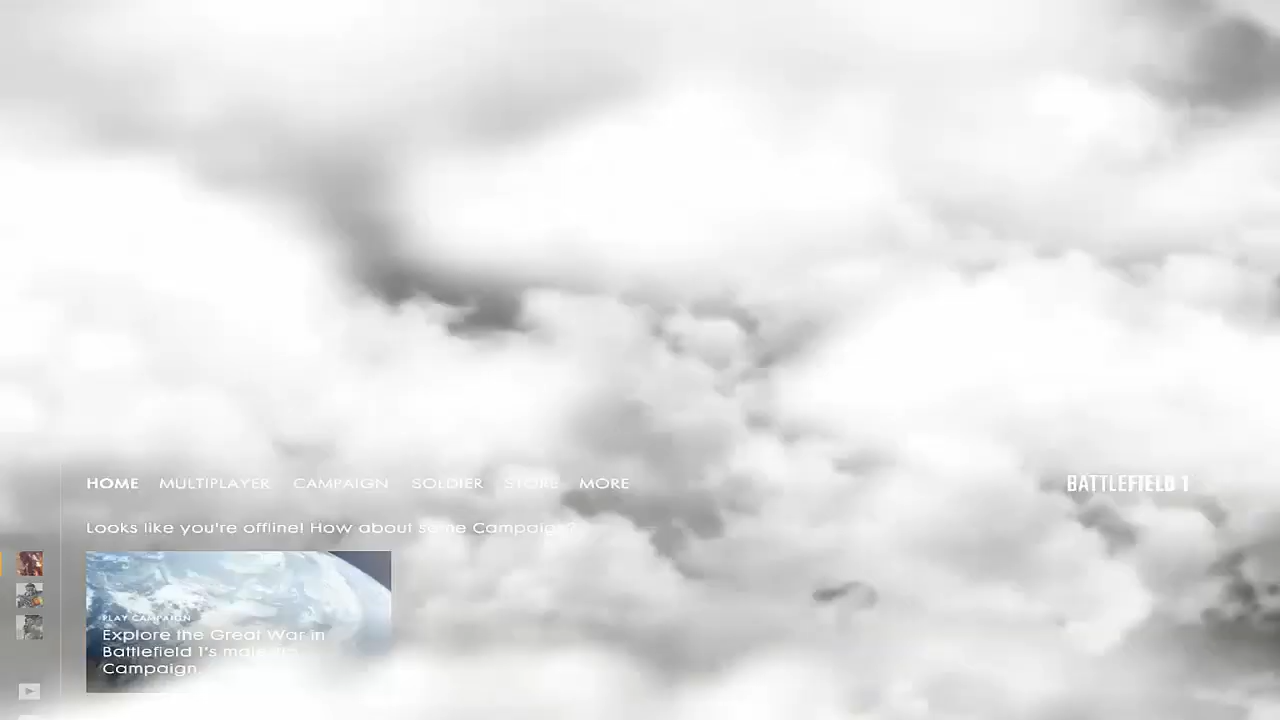 HOME MULTIPLAYER CAMPAIGN SOLDIER STORE MORE
BATTLEFIELD 1
Looks like you're offline! How about some Campaign?
PLAY CAMPAIGN
Explore the Great War in
Battlefield 1's
Campaign.